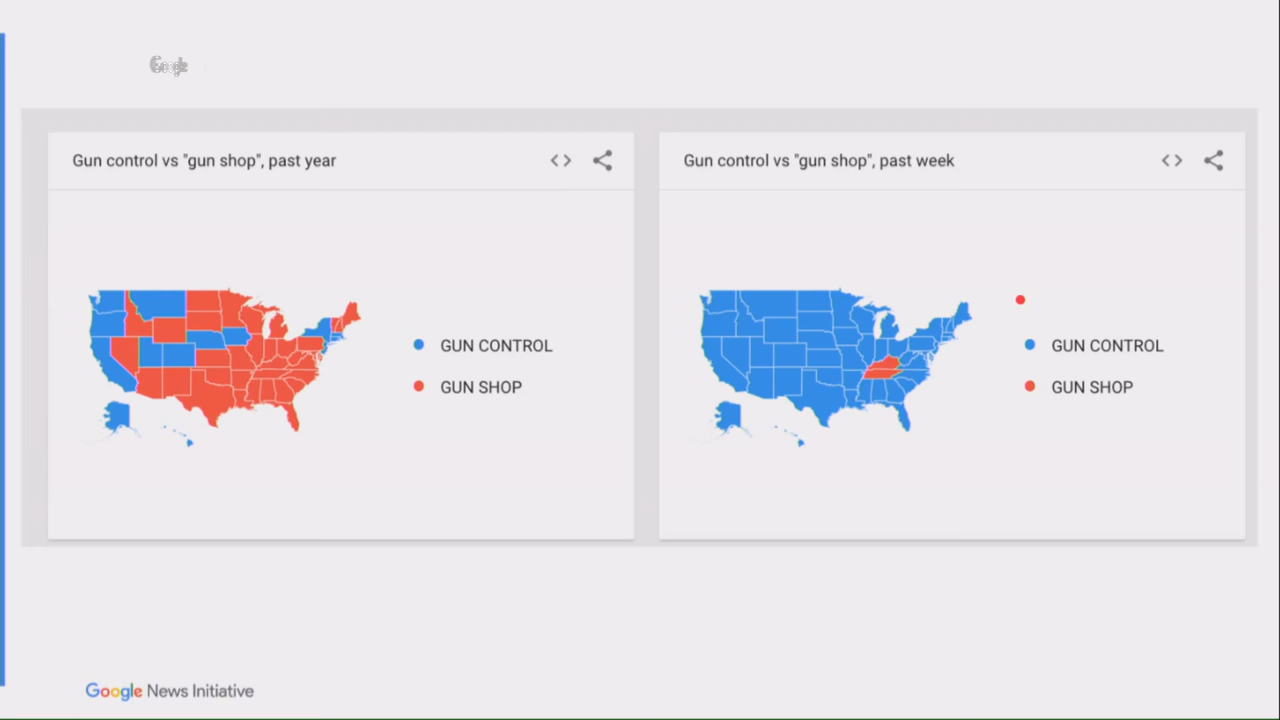 Google
Gun control vs "gun shop", past year
Gun control vs "gun shop", past week
GUN CONTROL
GUN SHOP
GUN CONTROL
GUN SHOP
Google News Initiative